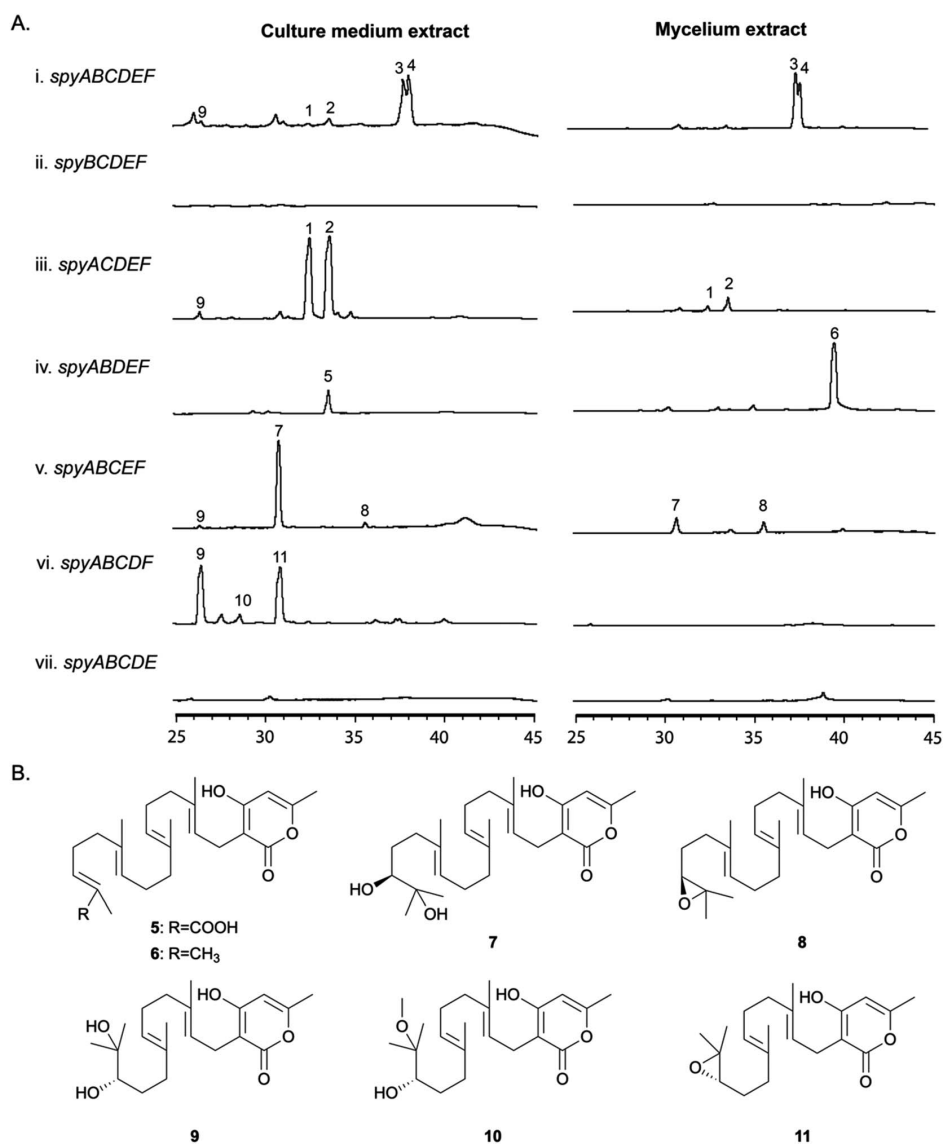 A.
Culture medium extract
Mycelium extract
i. spyABCDEF
9
1
2
3
4
3
4
ii. spyBCDEF
iii. spyACDEF
9
1
2
1
2
iv. spyABDEF
5
6
v. spyABCEF
9
7
8
7
8
vi. spyABCDF
9
10
11
vii. spyABCDE
25 30 35 40 45
25 30 35 40 45
B.
HO
O
O
R
5: R=COOH
6: R=CH3
HO
O
O
HO
OH
7
HO
O
O
O
8
HO
O
O
HO
HO
9
HO
O
O
O
HO
10
HO
O
O
O
11